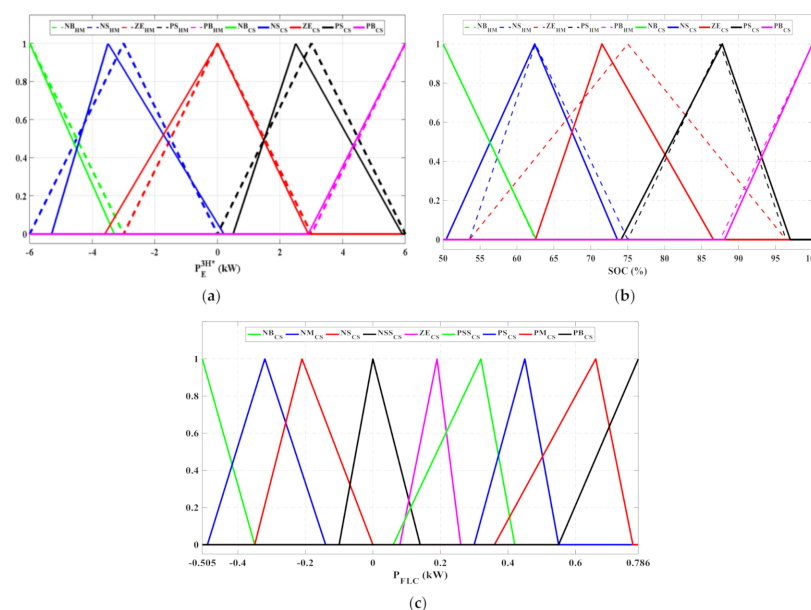 NB_HM NS_HM ZE_HM PS_HM PB_HM NB_CS NS_CS ZE_CS PS_CS PB_CS
1
0.8
0.6
0.4
0.2
0
-6 -4 -2 0 2 4 6
P_E^3H* (kW)
(a)
NB_HM NS_HM ZE_HM PS_HM PB_HM NB_CS NS_CS ZE_CS PS_CS PB_CS
1
0.8
0.6
0.4
0.2
0
50 55 60 65 70 75 80 85 90 95 100
SOC (%)
(b)
NB_CS NM_CS NS_CS NSS_CS ZE_CS PSS_CS PS_CS PM_CS PB_CS
1
0.8
0.6
0.4
0.2
0
-0.505 -0.4 -0.2 0 0.2 0.4 0.6 0.786
P_FLC (kW)
(c)